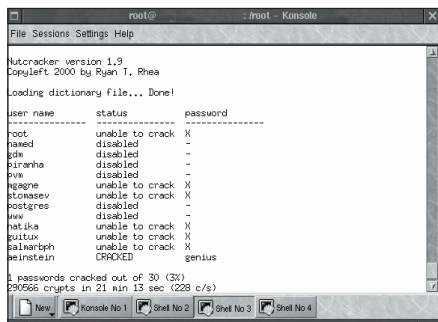 root@ : /root - Konsole
File Sessions Settings Help
Nutcracker version 1.9
Copyleft 2000 by Ryan T. Rhea
Loading dictionary file... Done!
user name status password
--------------- --------------- ---------------
root unable to crack X
named disabled -
gdm disabled -
piranha disabled -
pvm disabled -
mgagne unable to crack X
stomasev unable to crack X
postgres disabled -
www disabled -
natika unable to crack X
guitux unable to crack X
salmarbph unable to crack X
aeinstein CRACKED genius
1 passwords cracked out of 30 (3%)
290566 crypts in 21 min 13 sec (228 c/s)
New Konsole No 1 Shell No 2 Shell No 3 Shell No 4